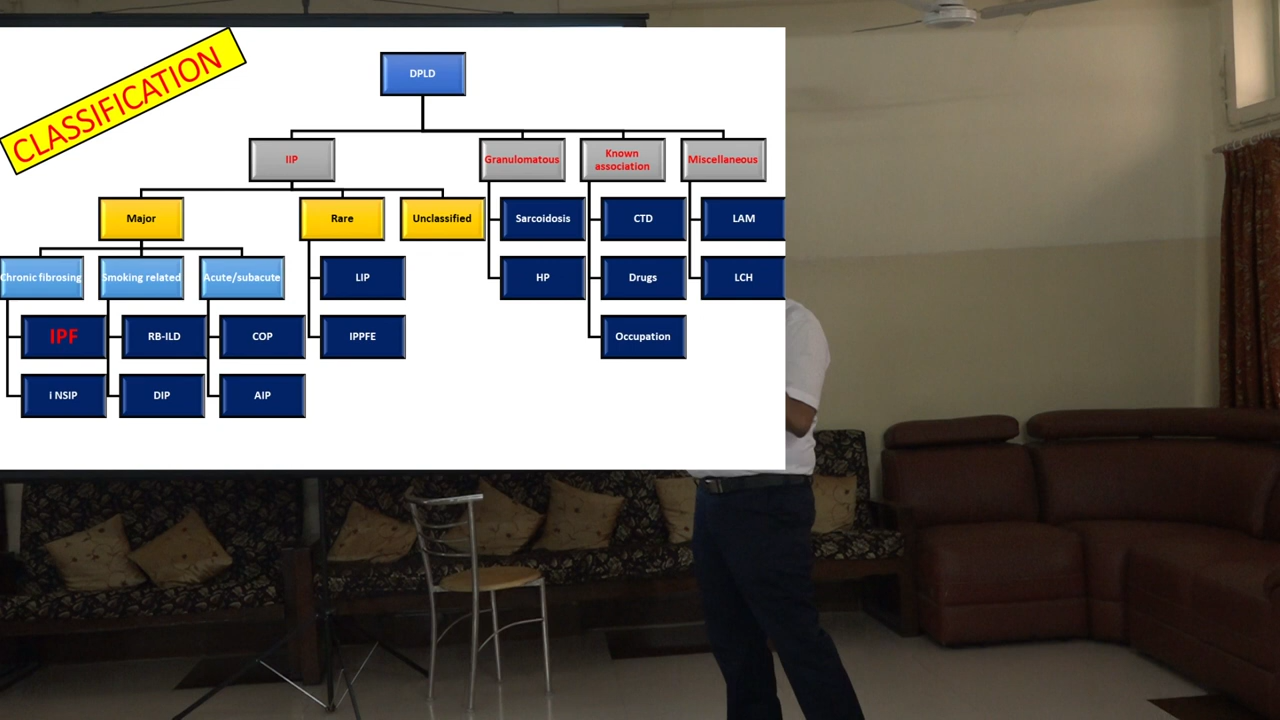 CLASSIFICATION
DPLD
IIP
Granulomatous
Known
association
Miscellaneous
Major
Rare
Unclassified
Sarcoidosis
CTD
LAM
Chronic fibrosing
Smoking related
Acute/subacute
LIP
HP
Drugs
LCH
IPF
RB-ILD
COP
IPPFE
Occupation
i NSIP
DIP
AIP